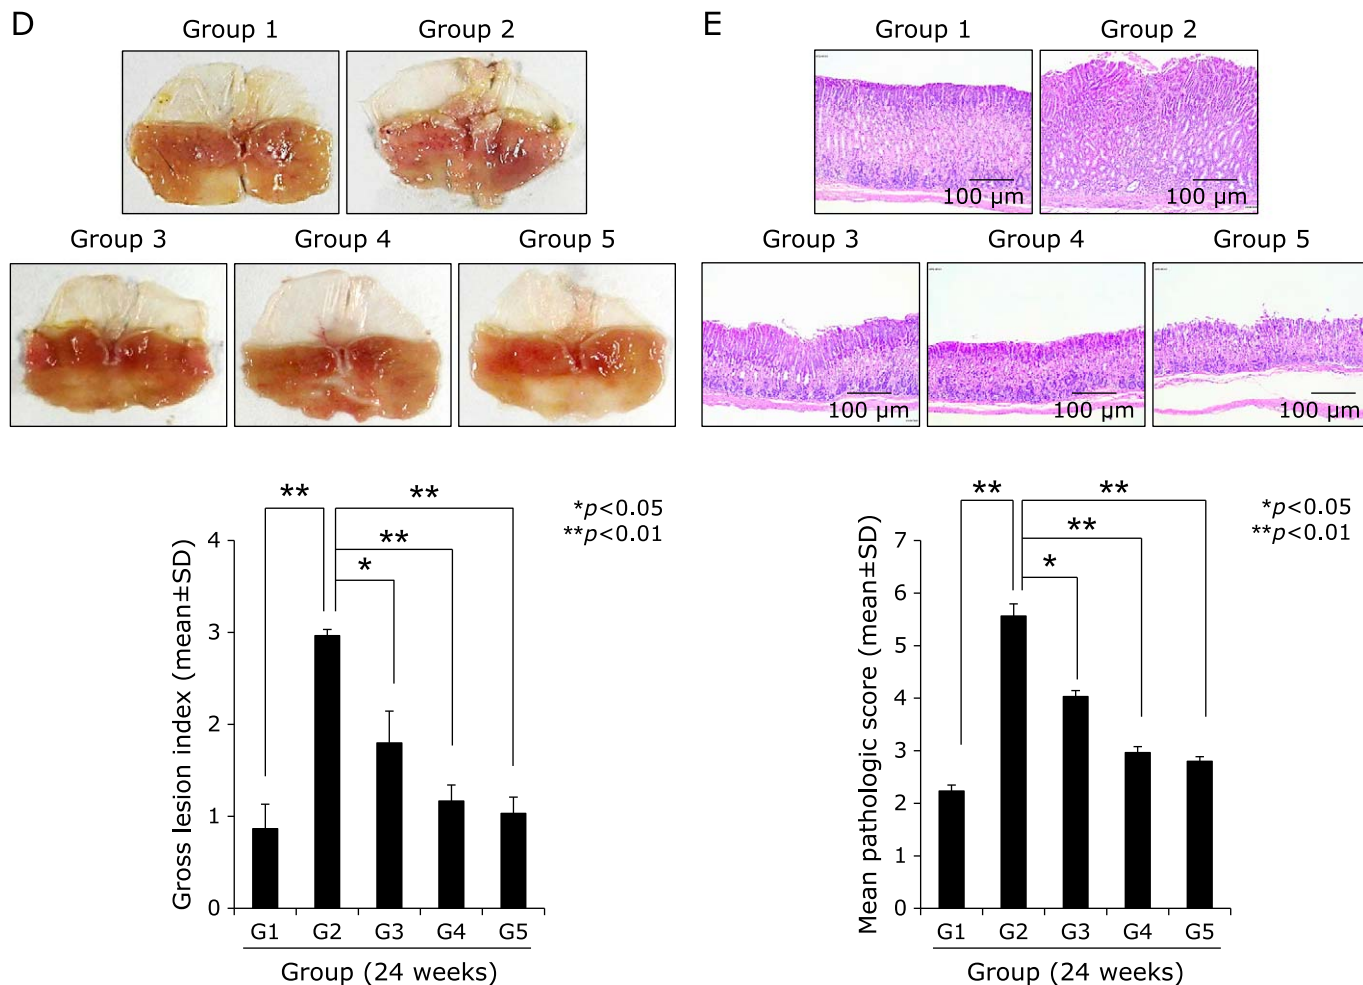 D
Group 1
Group 2
Group 3
Group 4
Group 5
**
**
**
*
*p<0.05
**p<0.01
Gross lesion index (mean±SD)
4
3
2
1
0
G1 G2 G3 G4 G5
Group (24 weeks)
E
Group 1
Group 2
100 µm
100 µm
Group 3
Group 4
Group 5
100 µm
100 µm
100 µm
**
**
**
*
*p<0.05
**p<0.01
Mean pathologic score (mean±SD)
7
6
5
4
3
2
1
0
G1 G2 G3 G4 G5
Group (24 weeks)